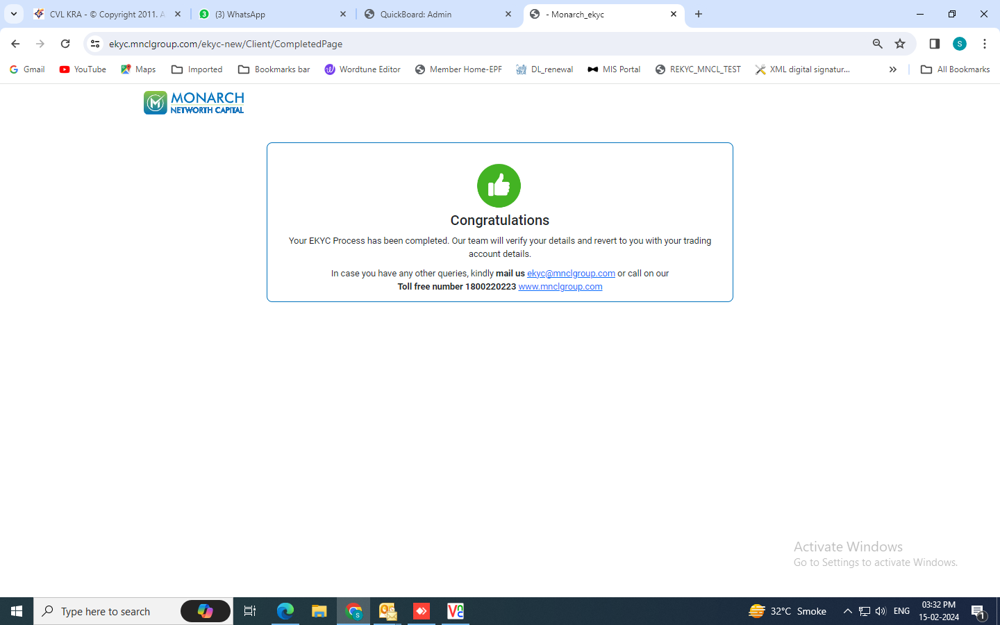 CVL KRA - © Copyright 2011. A
3
(3) WhatsApp
QuickBoard: Admin
- Monarch_ekyc
ekyc.mnclgroup.com/ekyc-new/Client/CompletedPage
S
Gmail
YouTube
Maps
Imported
Bookmarks bar
Wordtune Editor
Member Home-EPF
DL_renewal
MIS Portal
REKYC_MNCL_TEST
XML digital signatur...
All Bookmarks
MONARCH
NETWORTH CAPITAL
Congratulations
Your EKYC Process has been completed. Our team will verify your details and revert to you with your trading
account details.
In case you have any other queries, kindly mail us ekyc@mnclgroup.com or call on our
Toll free number 1800220223 www.mnclgroup.com
Activate Windows
Go to Settings to activate Windows.
Type here to search
S
32°C Smoke
ENG
03:32 PM
15-02-2024
1